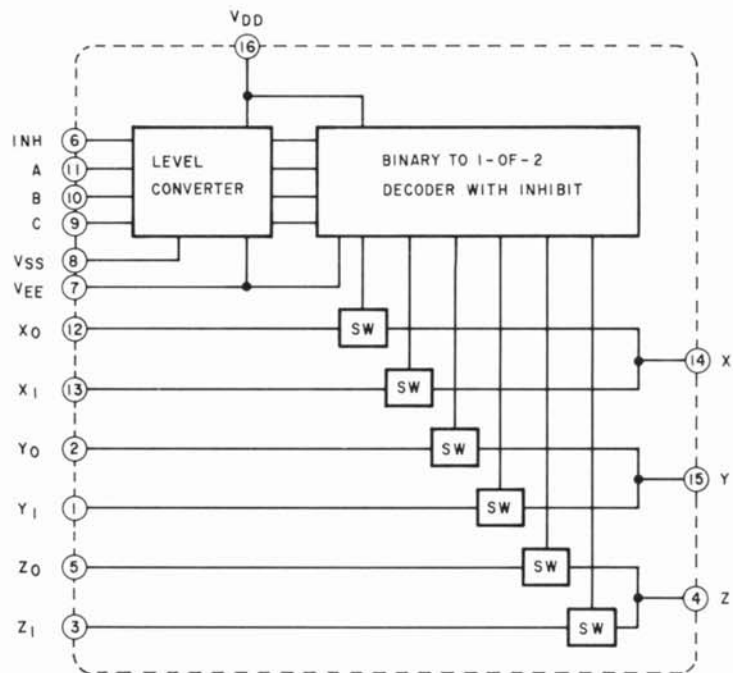 VDD
16
INH 6
A 11
B 10
C 9
LEVEL
CONVERTER
BINARY TO 1-OF-2
DECODER WITH INHIBIT
VSS 8
VEE 7
X0 12
SW
14 X
X1 13
SW
Y0 2
SW
15 Y
Y1 1
SW
Z0 5
SW
4 Z
Z1 3
SW